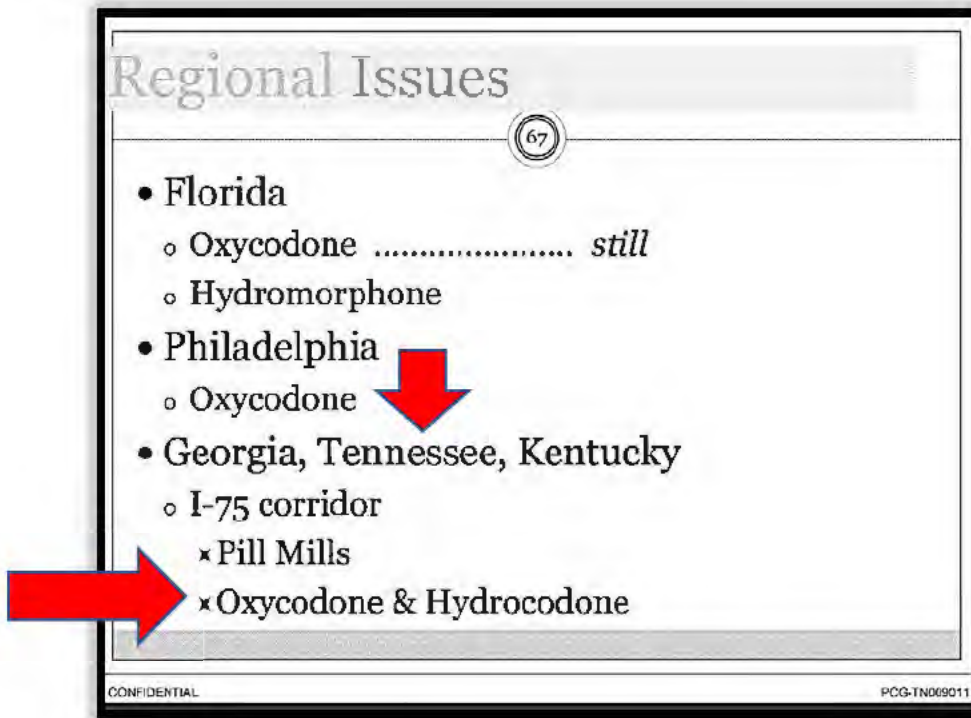 Regional Issues
67
• Florida
○ Oxycodone ...................... still
○ Hydromorphone
• Philadelphia
○ Oxycodone
• Georgia, Tennessee, Kentucky
○ I-75 corridor
× Pill Mills
× Oxycodone & Hydrocodone
CONFIDENTIAL
PCG-TN009011